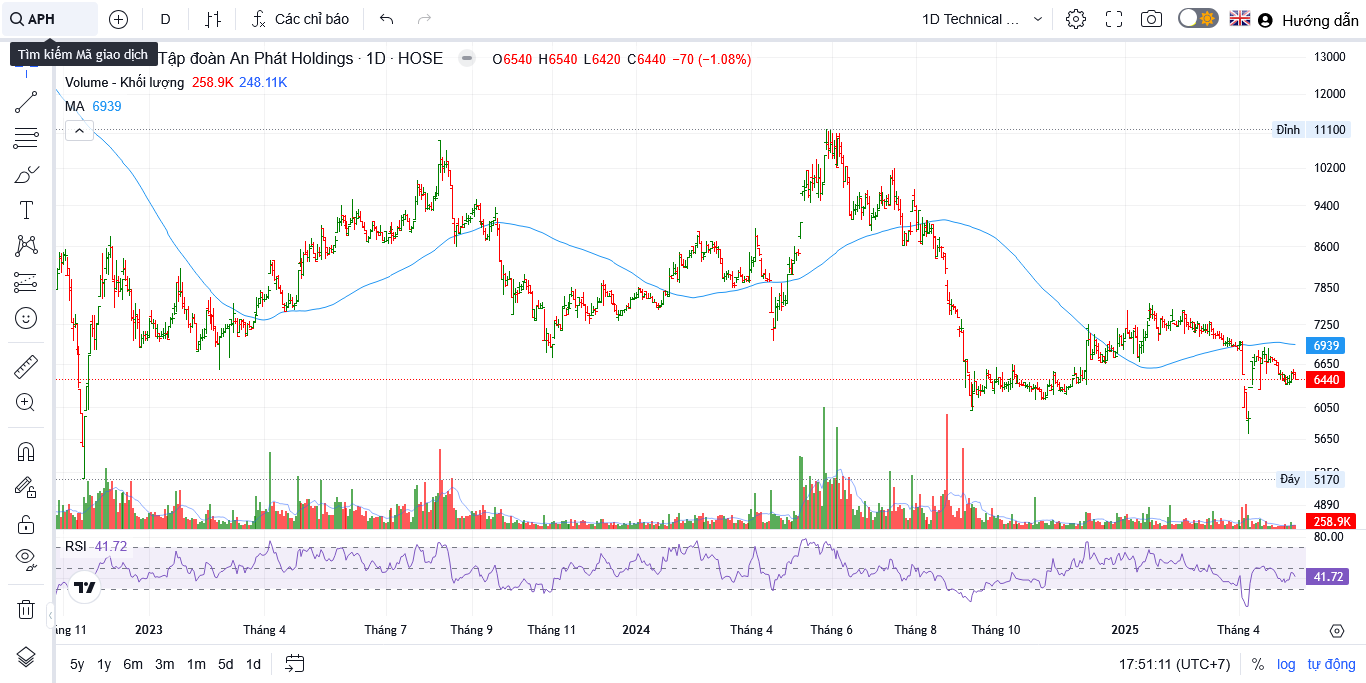 APH
D
Các chỉ báo
1D Technical ...
Hướng dẫn
Tìm kiếm Mã giao dịch
Tập đoàn An Phát Holdings · 1D · HOSE
O6540 H6540 L6420 C6440 −70 (−1.08%)
Volume - Khối lượng 258.9K 248.11K
MA 6939
13000
12000
Đỉnh 11100
10200
9400
8600
7850
7250
6939
6650
6440
6050
5650
5250
Đáy 5170
4890
258.9K
80.00
RSI 41.72
41.72
ng 11 2023 Tháng 4 Tháng 7 Tháng 9 Tháng 11 2024 Tháng 4 Tháng 6 Tháng 8 Tháng 10 2025 Tháng 4
5y 1y 6m 3m 1m 5d 1d
17:51:11 (UTC+7) % log tự động